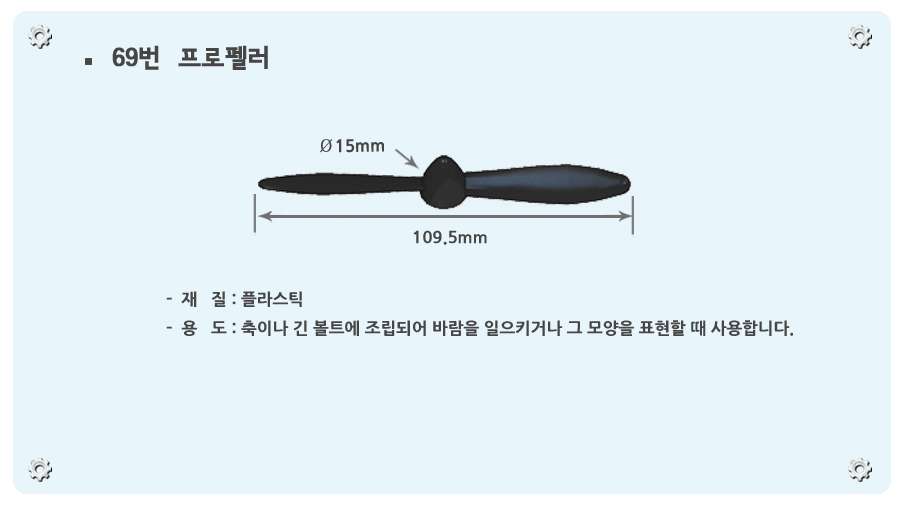 ▪ 69번 프로펠러
Ø15mm
109.5mm
- 재 질 : 플라스틱
- 용 도 : 축이나 긴 볼트에 조립되어 바람을 일으키거나 그 모양을 표현할 때 사용합니다.